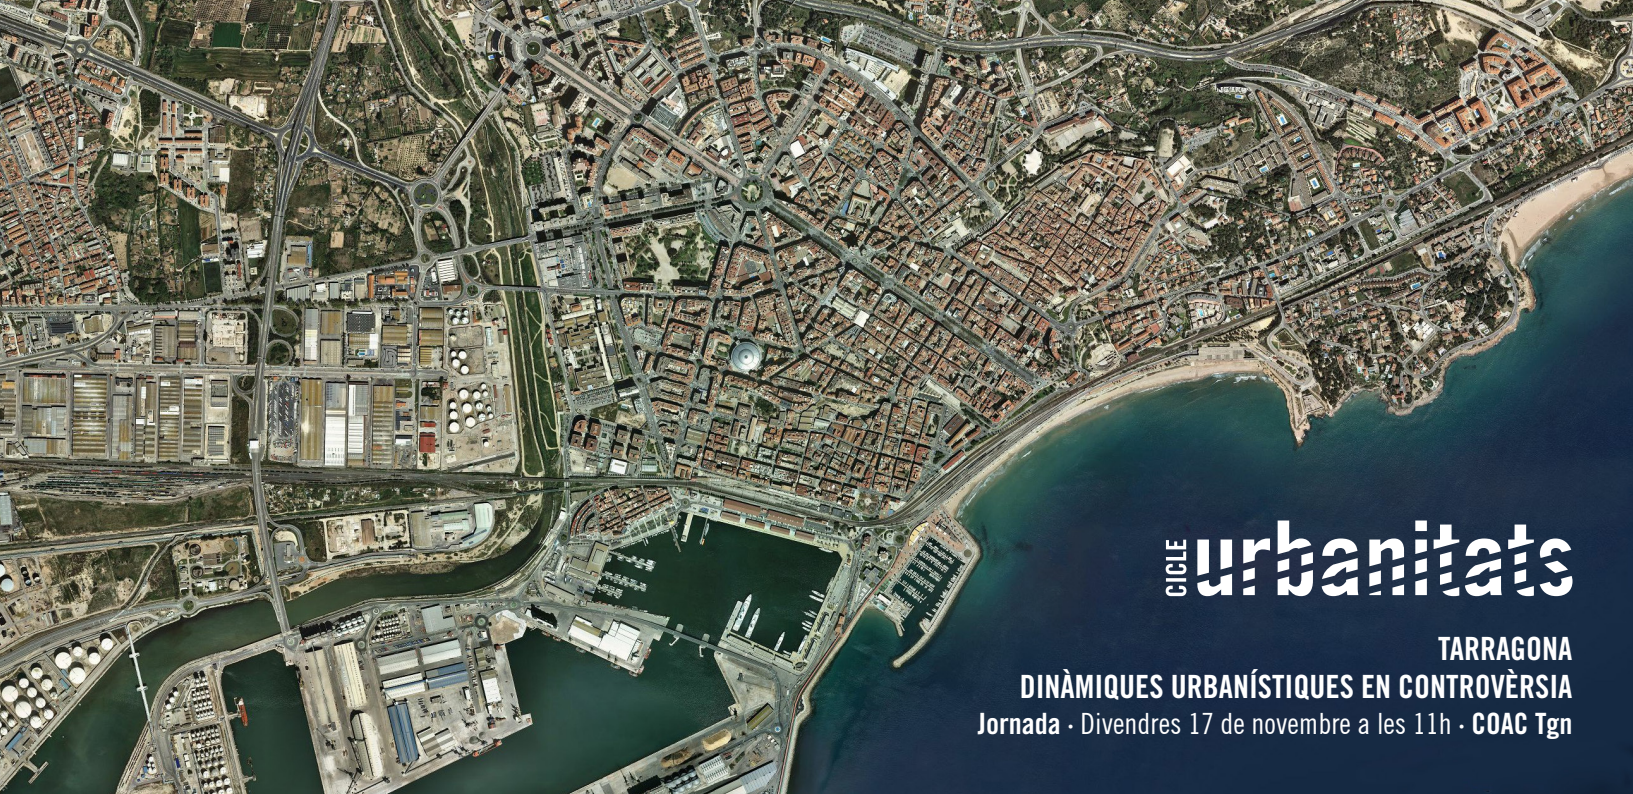 CICLE urbanitats
TARRAGONA
DINÀMIQUES URBANÍSTIQUES EN CONTROVÈRSIA
Jornada · Divendres 17 de novembre a les 11h · COAC Tgn